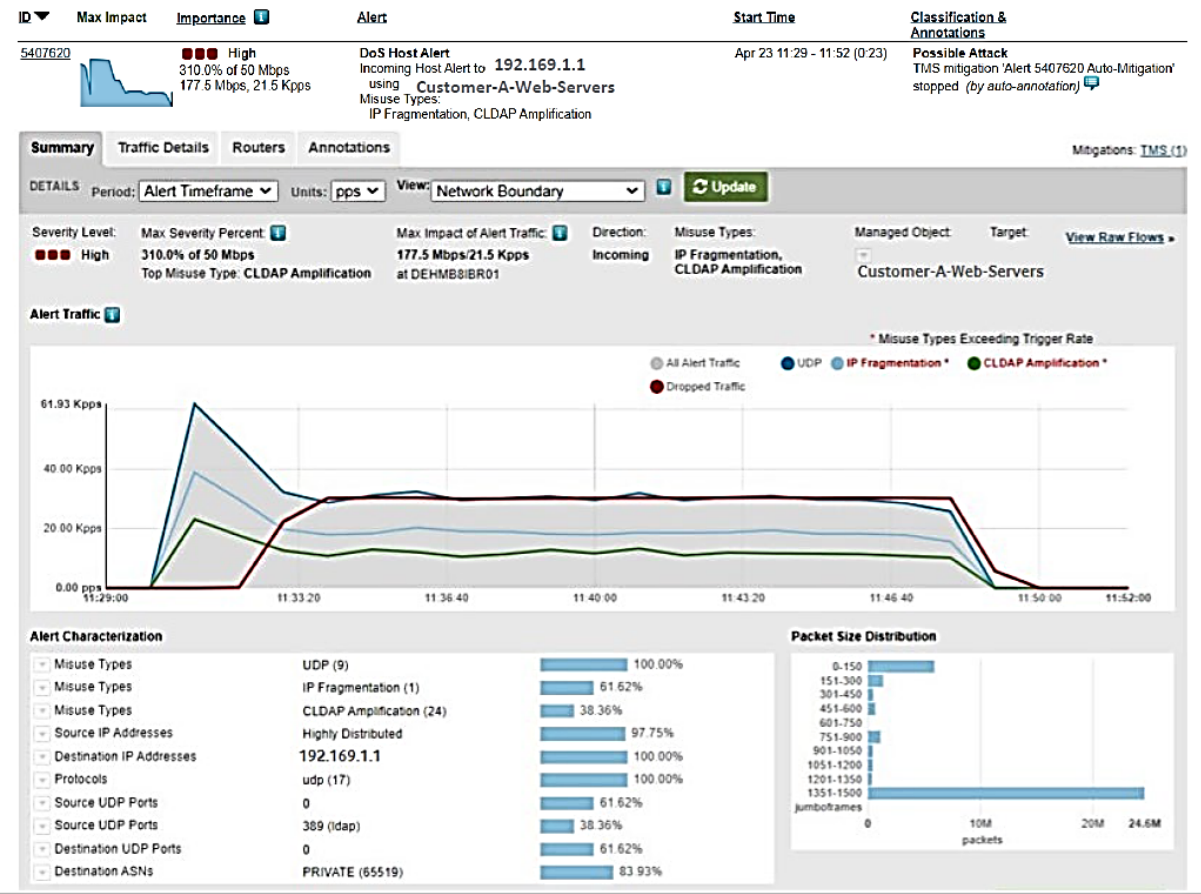 ID Max Impact Importance Alert Start Time Classification & Annotations
5407620 High DoS Host Alert Apr 23 11:29 - 11:52 (0:23) Possible Attack
310.0% of 50 Mbps Incoming Host Alert to 192.169.1.1 TMS mitigation 'Alert 5407620 Auto-Mitigation'
177.5 Mbps, 21.5 Kpps using Customer-A-Web-Servers stopped (by auto-annotation)
Misuse Types:
IP Fragmentation, CLDAP Amplification
Summary Traffic Details Routers Annotations Mitigations: TMS (1)
DETAILS Period: Alert Timeframe Units: pps View: Network Boundary Update
Severity Level: Max Severity Percent: Max Impact of Alert Traffic: Direction: Misuse Types: Managed Object: Target: View Raw Flows »
High 310.0% of 50 Mbps 177.5 Mbps/21.5 Kpps Incoming IP Fragmentation,
Top Misuse Type: CLDAP Amplification at DEHMB8IBR01 CLDAP Amplification Customer-A-Web-Servers
Alert Traffic
* Misuse Types Exceeding Trigger Rate
All Alert Traffic UDP IP Fragmentation * CLDAP Amplification *
Dropped Traffic
61.93 Kpps
40.00 Kpps
20.00 Kpps
0.00 pps
11:29:00 11:33:20 11:36:40 11:40:00 11:43:20 11:46:40 11:50:00 11:52:00
Alert Characterization
Misuse Types UDP (9) 100.00%
Misuse Types IP Fragmentation (1) 61.62%
Misuse Types CLDAP Amplification (24) 38.36%
Source IP Addresses Highly Distributed 97.75%
Destination IP Addresses 192.169.1.1 100.00%
Protocols udp (17) 100.00%
Source UDP Ports 0 61.62%
Source UDP Ports 389 (ldap) 38.36%
Destination UDP Ports 0 61.62%
Destination ASNs PRIVATE (65519) 83.93%
Packet Size Distribution
0-150
151-300
301-450
451-600
601-750
751-900
901-1050
1051-1200
1201-1350
1351-1500
jumboframes
0 10M 20M 24.6M
packets